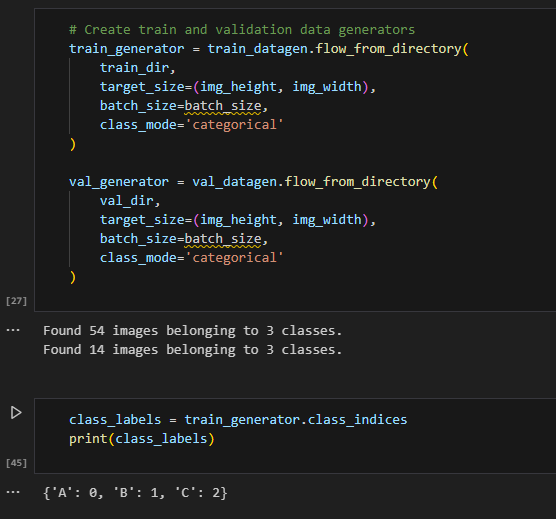 # Create train and validation data generators
train_generator = train_datagen.flow_from_directory(
    train_dir,
    target_size=(img_height, img_width),
    batch_size=batch_size,
    class_mode='categorical'
)
val_generator = val_datagen.flow_from_directory(
    val_dir,
    target_size=(img_height, img_width),
    batch_size=batch_size,
    class_mode='categorical'
)
[27]
... Found 54 images belonging to 3 classes.
Found 14 images belonging to 3 classes.
class_labels = train_generator.class_indices
print(class_labels)
[45]
... {'A': 0, 'B': 1, 'C': 2}